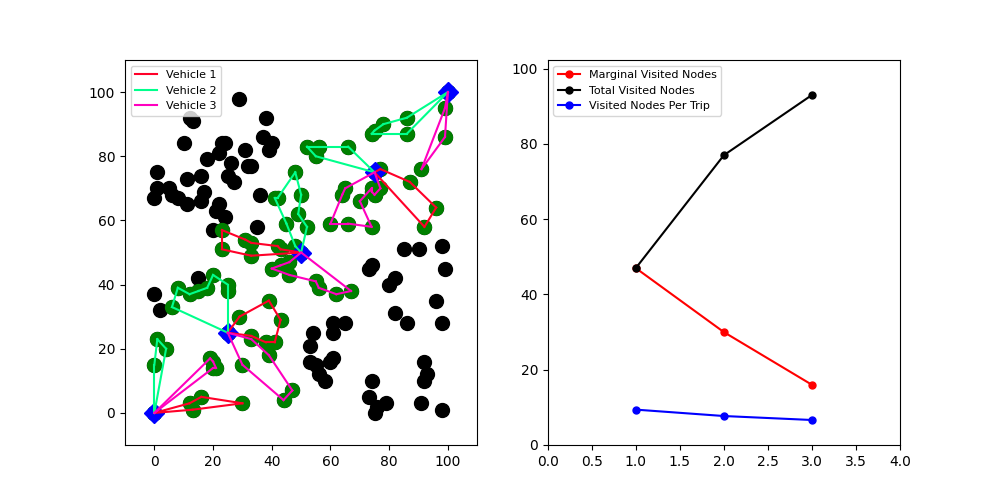 Vehicle 1
Vehicle 2
Vehicle 3
100
80
60
40
20
0
0 20 40 60 80 100
Marginal Visited Nodes
Total Visited Nodes
Visited Nodes Per Trip
100
80
60
40
20
0
0.0 0.5 1.0 1.5 2.0 2.5 3.0 3.5 4.0